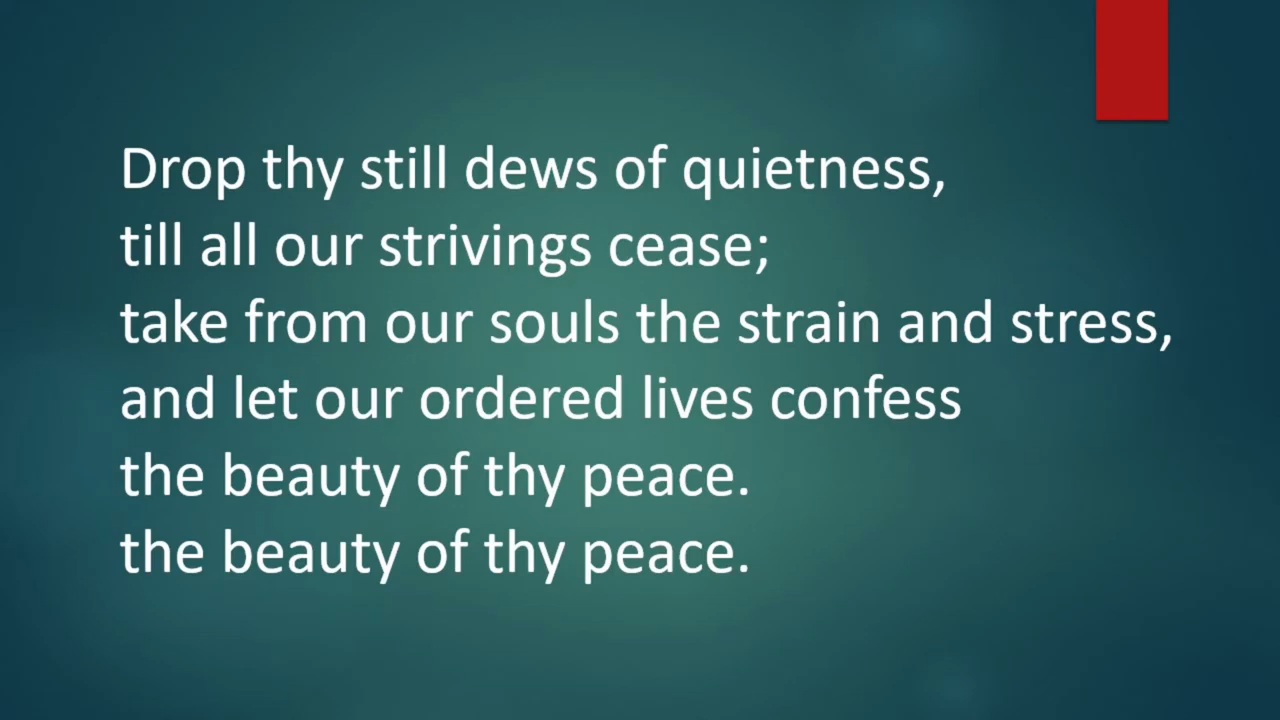 Drop thy still dews of quietness,
till all our strivings cease;
take from our souls the strain and stress,
and let our ordered lives confess
the beauty of thy peace.
the beauty of thy peace.